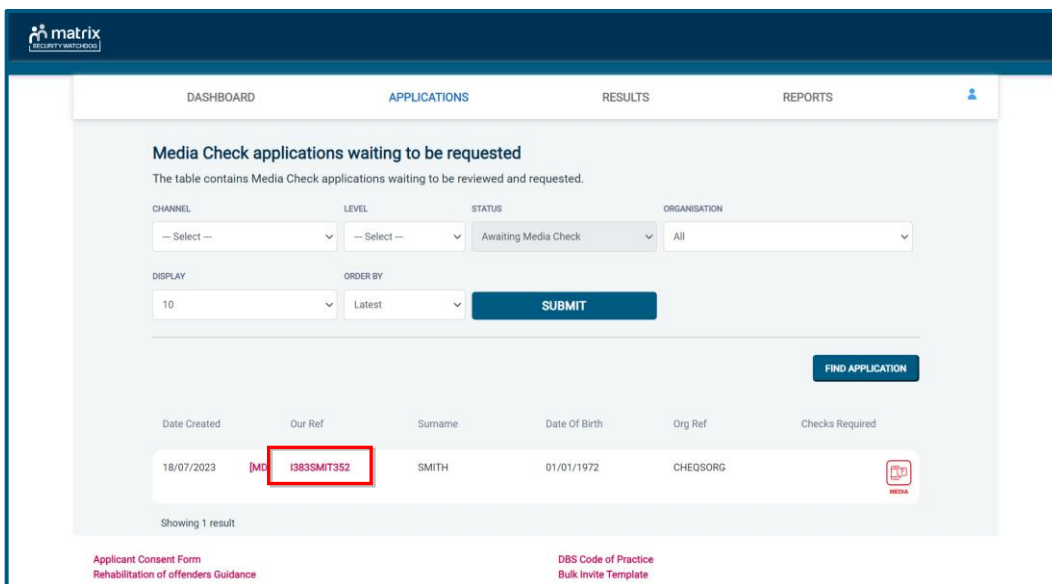 matrix
SECURITY WATCHDOG
DASHBOARD APPLICATIONS RESULTS REPORTS
Media Check applications waiting to be requested
The table contains Media Check applications waiting to be reviewed and requested.
CHANNEL LEVEL STATUS ORGANISATION
--- Select --- --- Select --- Awaiting Media Check All
DISPLAY ORDER BY
10 Latest SUBMIT
FIND APPLICATION
Date Created Our Ref Surname Date Of Birth Org Ref Checks Required
18/07/2023 [MD I383SMIT352 SMITH 01/01/1972 CHEQSORG
MEDIA
Showing 1 result
Applicant Consent Form DBS Code of Practice
Rehabilitation of offenders Guidance Bulk Invite Template